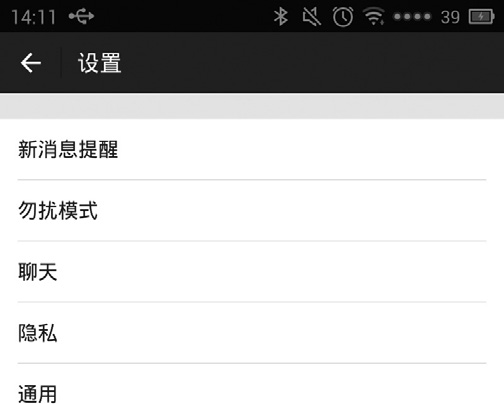 14:11 39
设置
新消息提醒
勿扰模式
聊天
隐私
通用